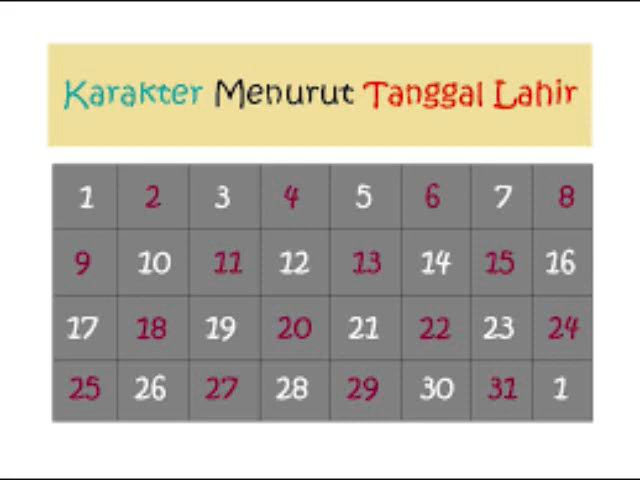 Karakter Menurut Tanggal Lahir
1 2 3 4 5 6 7 8
9 10 11 12 13 14 15 16
17 18 19 20 21 22 23 24
25 26 27 28 29 30 31 1